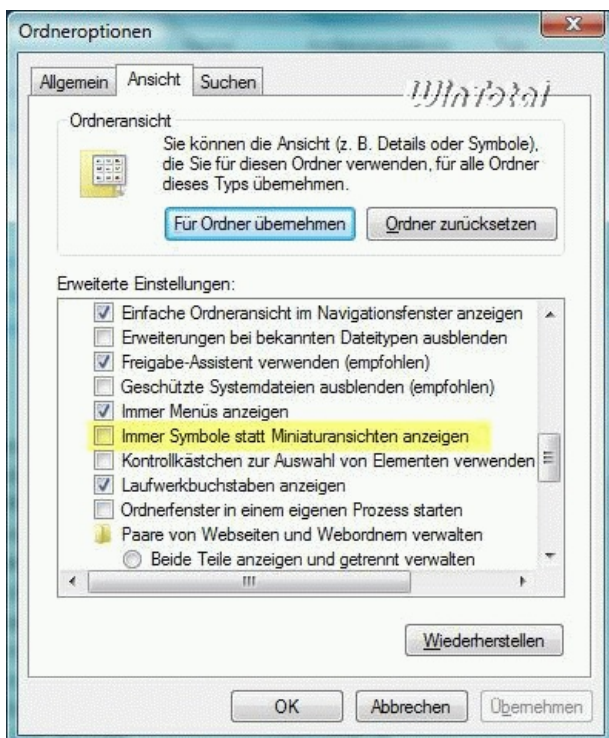 Ordneroptionen
Allgemein
Ansicht
Suchen
WinTotal
Ordneransicht
Sie können die Ansicht (z. B. Details oder Symbole),
die Sie für diesen Ordner verwenden, für alle Ordner
dieses Typs übernehmen.
Für Ordner übernehmen
Ordner zurücksetzen
Erweiterte Einstellungen:
Einfache Ordneransicht im Navigationsfenster anzeigen
Erweiterungen bei bekannten Dateitypen ausblenden
Freigabe-Assistent verwenden (empfohlen)
Geschützte Systemdateien ausblenden (empfohlen)
Immer Menüs anzeigen
Immer Symbole statt Miniaturansichten anzeigen
Kontrollkästchen zur Auswahl von Elementen verwenden
Laufwerkbuchstaben anzeigen
Ordnerfenster in einem eigenen Prozess starten
Paare von Webseiten und Webordnern verwalten
Beide Teile anzeigen und getrennt verwalten
Wiederherstellen
OK
Abbrechen
Übernehmen